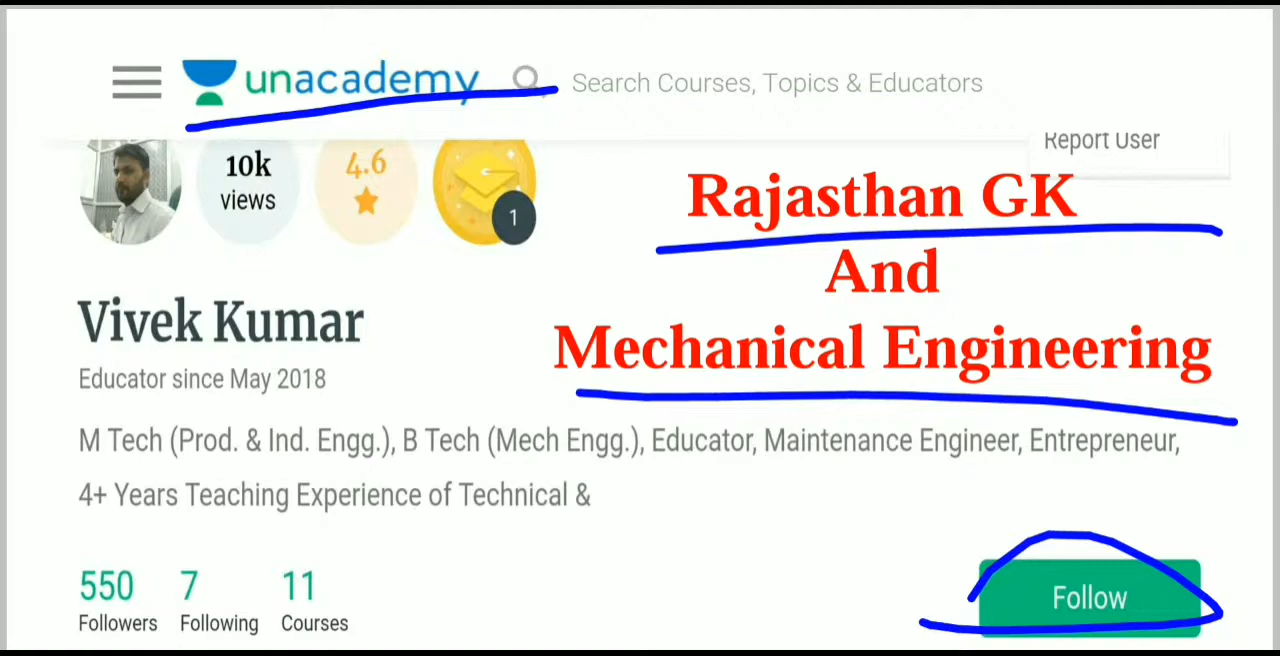 unacademy Search Courses, Topics & Educators
Report User
10k
views
4.6
1
Rajasthan GK
And
Mechanical Engineering
Vivek Kumar
Educator since May 2018
M Tech (Prod. & Ind. Engg.), B Tech (Mech Engg.), Educator, Maintenance Engineer, Entrepreneur,
4+ Years Teaching Experience of Technical &
550 7 11
Followers Following Courses
Follow